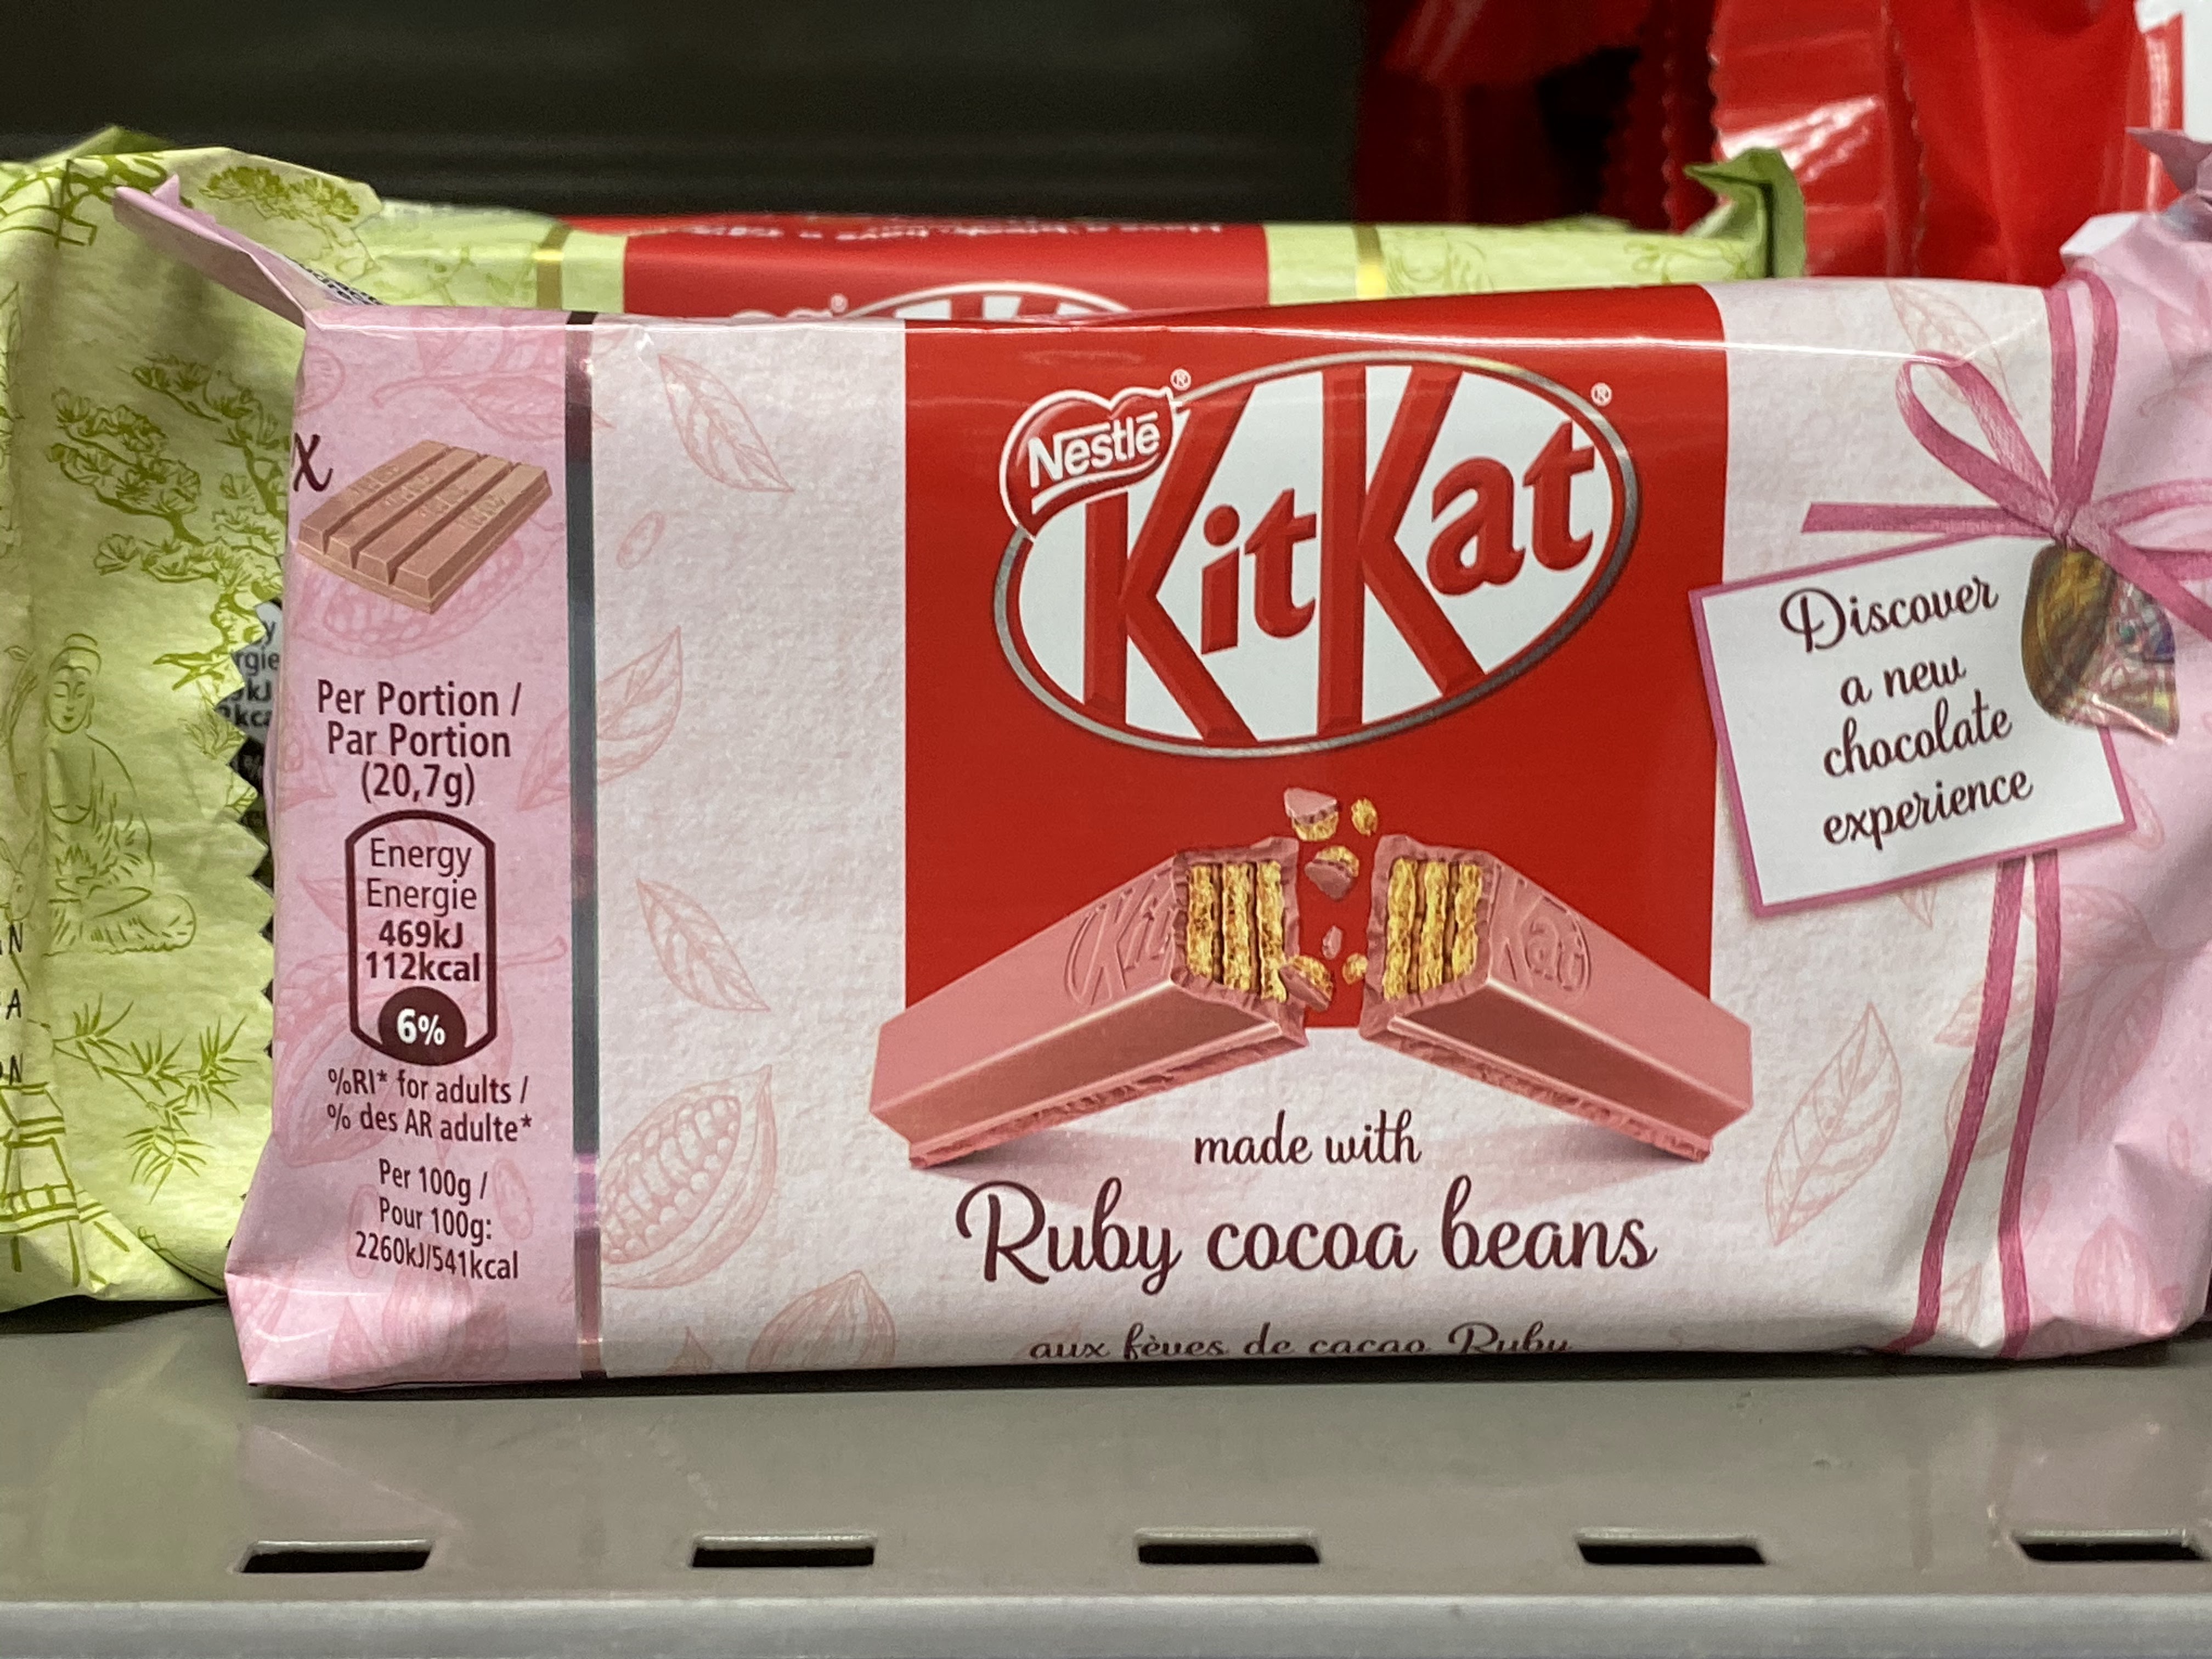 x
Per Portion /
Par Portion
(20,7g)
Energy
Energie
469kJ
112kcal
6%
%RI* for adults /
% des AR adulte*
Per 100g /
Pour 100g:
2260kJ/541kcal
Nestlé®
KitKat®
Discover
a new
chocolate
experience
Kit Kat
made with
Ruby cocoa beans
aux fèves de cacao Ruby